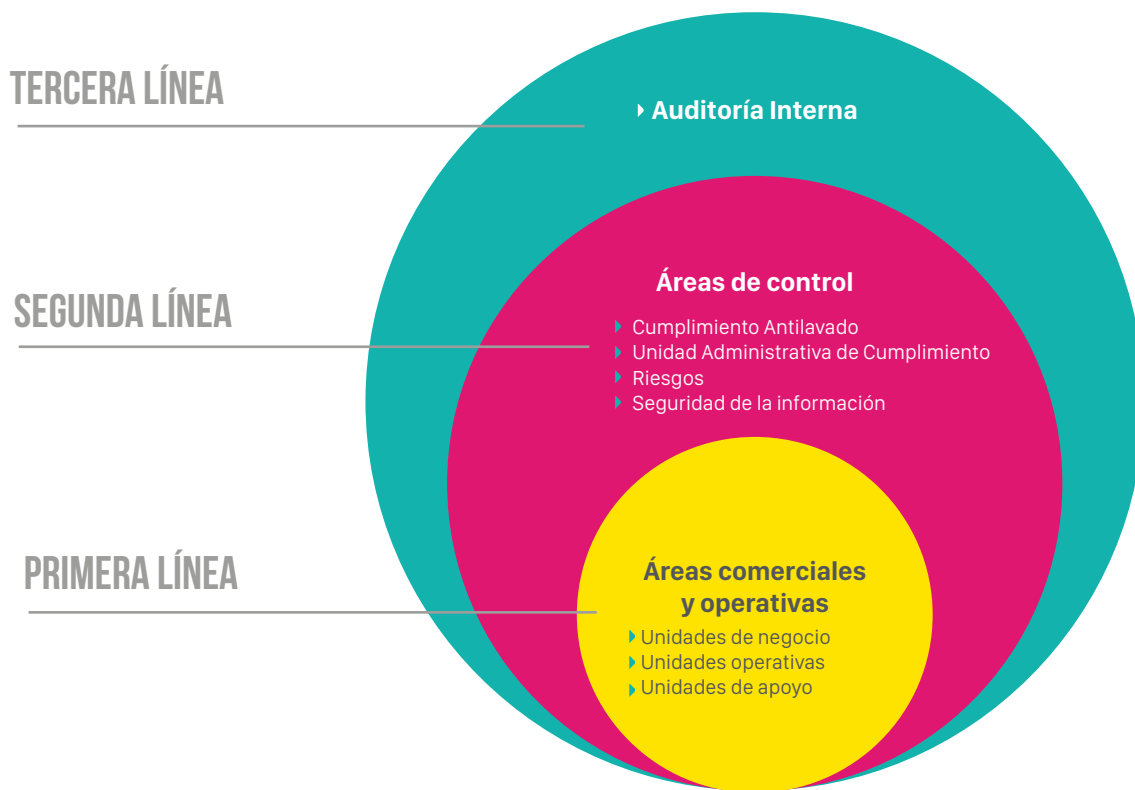 TERCERA LÍNEA
Auditoría Interna
SEGUNDA LÍNEA
Áreas de control
Cumplimiento Antilavado
Unidad Administrativa de Cumplimiento
Riesgos
Seguridad de la información
PRIMERA LÍNEA
Áreas comerciales
y operativas
Unidades de negocio
Unidades operativas
Unidades de apoyo